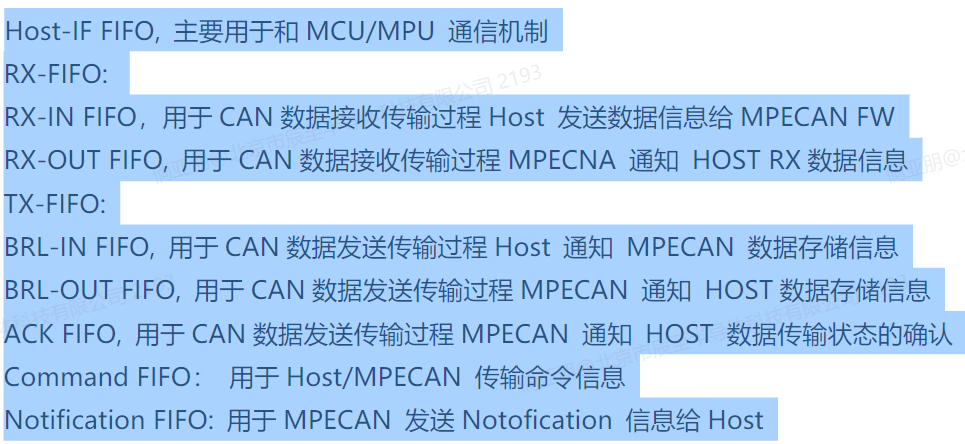 Host-IF FIFO, 主要用于和 MCU/MPU 通信机制
RX-FIFO:
RX-IN FIFO，用于 CAN 数据接收传输过程 Host 发送数据信息给 MPECAN FW
RX-OUT FIFO, 用于 CAN 数据接收传输过程 MPECNA 通知 HOST RX 数据信息
TX-FIFO:
BRL-IN FIFO, 用于 CAN 数据发送传输过程 Host 通知 MPECAN 数据存储信息
BRL-OUT FIFO, 用于 CAN 数据发送传输过程 MPECAN 通知 HOST 数据存储信息
ACK FIFO, 用于 CAN 数据发送传输过程 MPECAN 通知 HOST 数据传输状态的确认
Command FIFO： 用于 Host/MPECAN 传输命令信息
Notification FIFO: 用于 MPECAN 发送 Notofication 信息给 Host